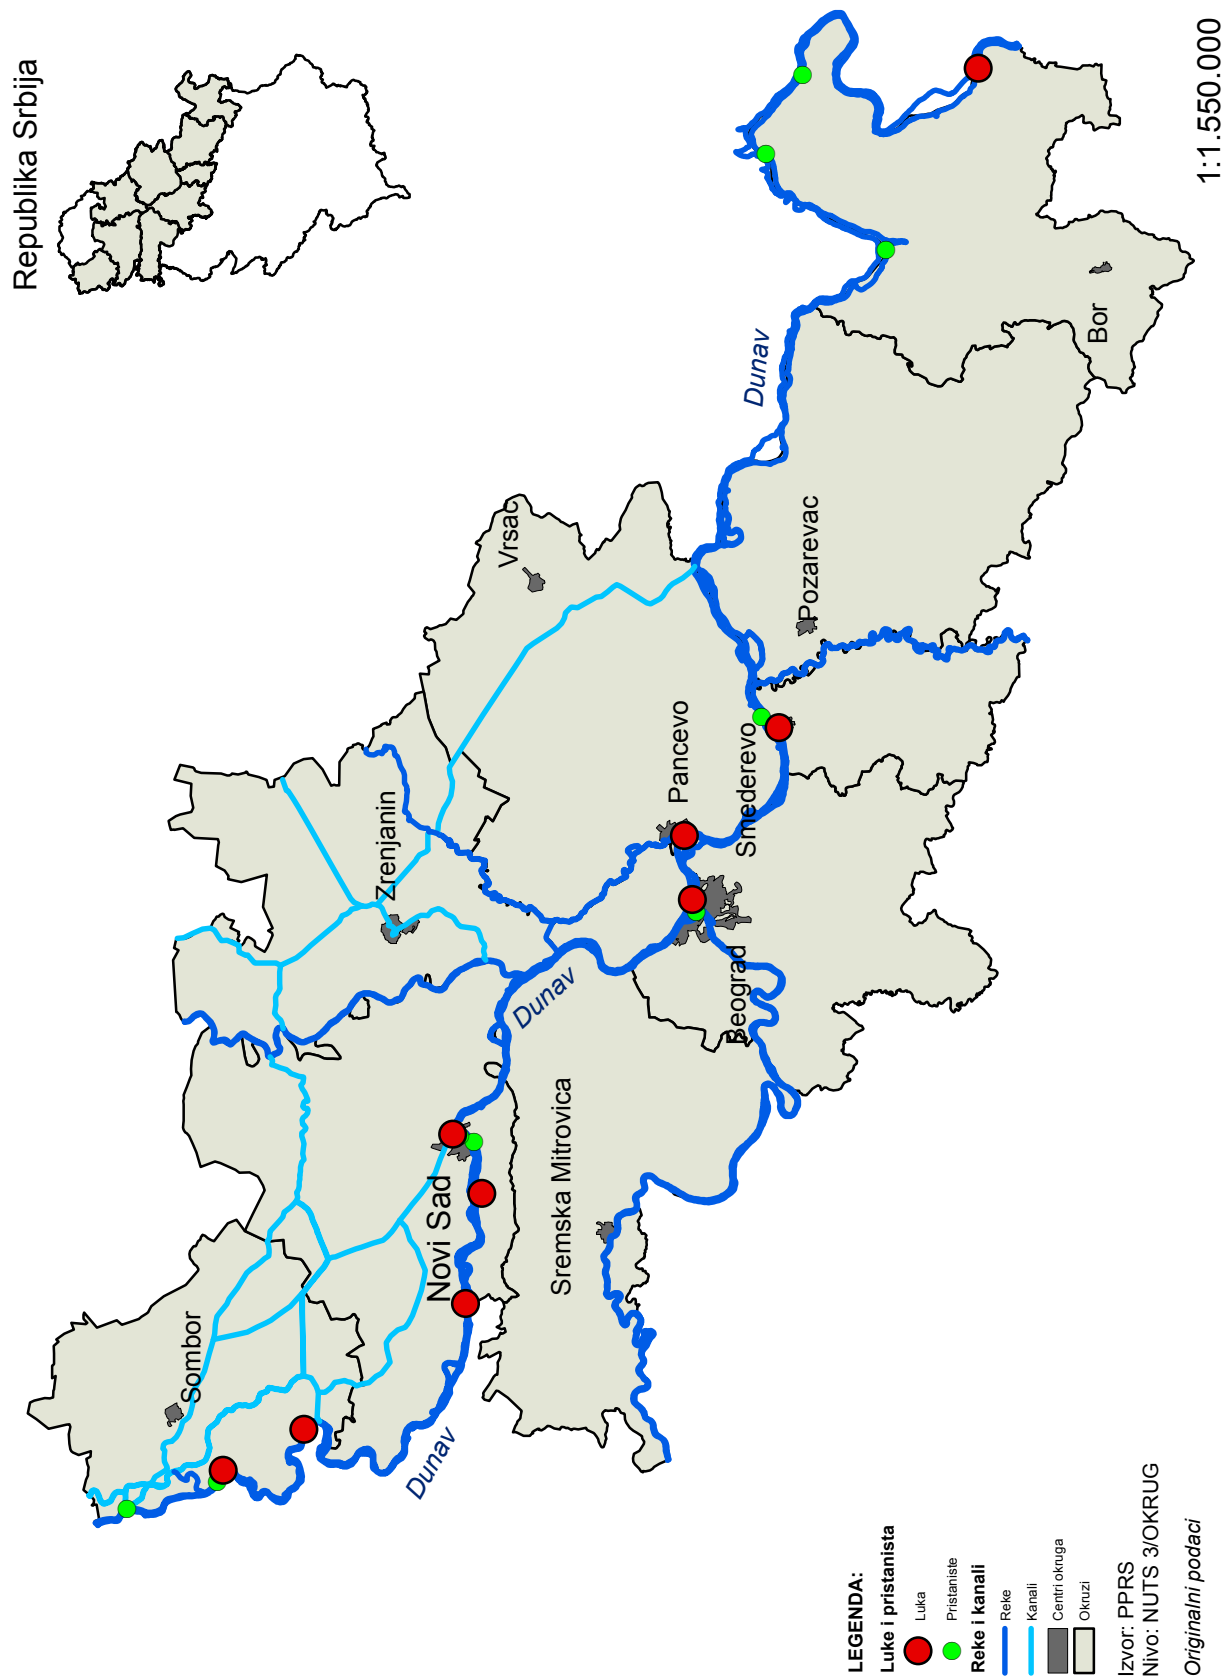 Republika Srbija
Sombor
Novi Sad
Zrenjanin
Vrsac
Dunav
Sremska Mitrovica
Dunav
Beograd
Pancevo
Smederevo
Pozarevac
Dunav
Bor
LEGENDA:
Luke i pristanista
Luka
Pristaniste
Reke i kanali
Reke
Kanali
Centri okruga
Okruzi
Izvor: PPRS
Nivo: NUTS 3/OKRUG
Originalni podaci
1:1.550.000